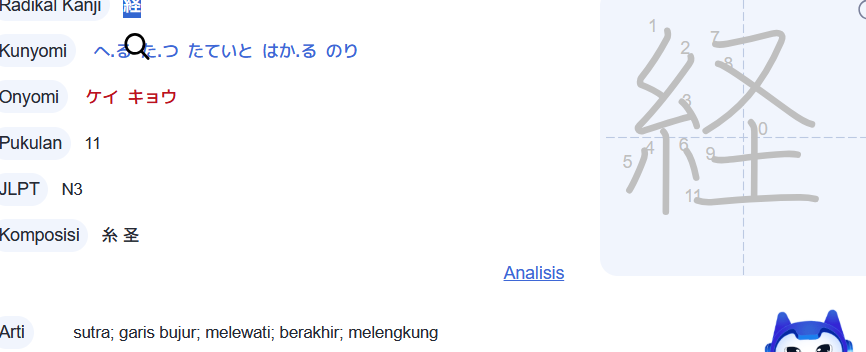 Radikal Kanji 経
Kunyomi へ.る た.つ たていと はか.る のり
Onyomi ケイ キョウ
Pukulan 11
JLPT N3
Komposisi 糸 圣
Analisis
Arti sutra; garis bujur; melewati; berakhir; melengkung
経
1
2
7
8
3
0
4
6
9
5
11